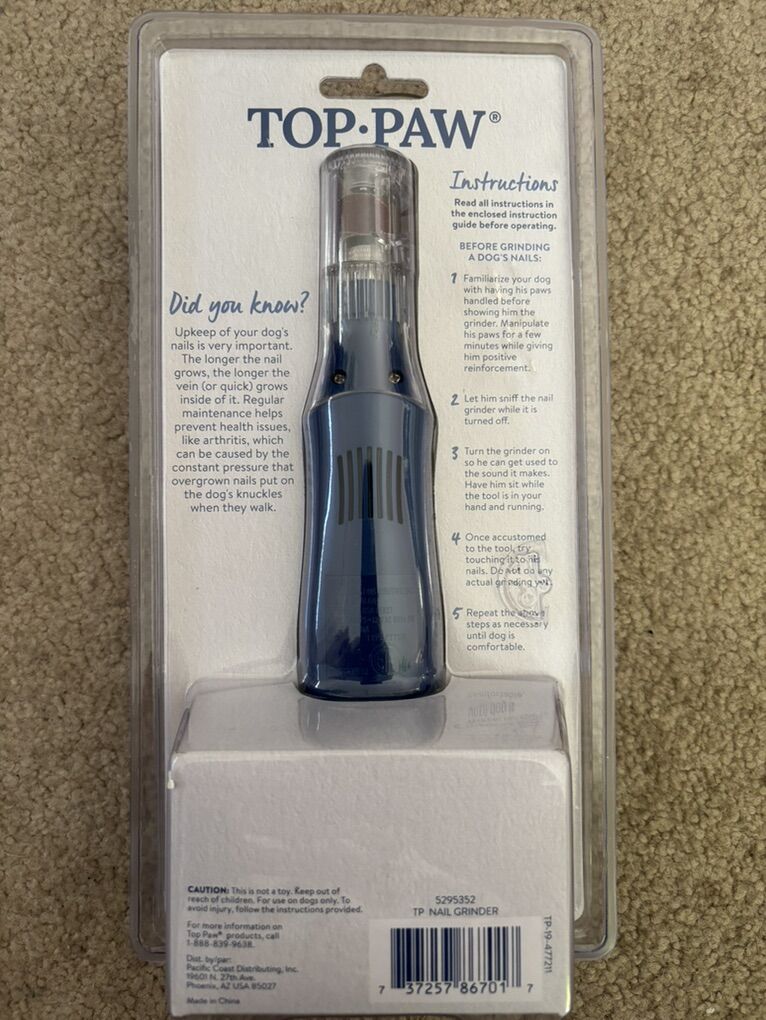 TOP•PAW®
Did you know?
Upkeep of your dog's
nails is very important.
The longer the nail
grows, the longer the
vein (or quick) grows
inside of it. Regular
maintenance helps
prevent health issues,
like arthritis, which
can be caused by the
constant pressure that
overgrown nails put on
the dog's knuckles
when they walk.
Instructions
Read all instructions in
the enclosed instruction
guide before operating.
BEFORE GRINDING
A DOG'S NAILS:
1 Familiarize your dog
with having his paws
handled before
showing him the
grinder. Manipulate
his paws for a few
minutes while giving
him positive
reinforcement.
2 Let him sniff the nail
grinder while it is
turned off.
3 Turn the grinder on
so he can get used to
the sound it makes.
Have him sit while
the tool is in your
hand and running.
4 Once accustomed
to the tool, try
touching it to his
nails. Do not do any
actual grinding yet.
5 Repeat the above
steps as necessary
until dog is
comfortable.
CAUTION: This is not a toy. Keep out of
reach of children. For use on dogs only. To
avoid injury, follow the instructions provided.
For more information on
Top Paw® products, call
1-888-839-9638.
Dist. by/par:
Pacific Coast Distributing, Inc.
19601 N. 27th Ave.
Phoenix, AZ USA 85027
Made in China
5295352
TP NAIL GRINDER
7 37257 86701 7
TP-19-477211